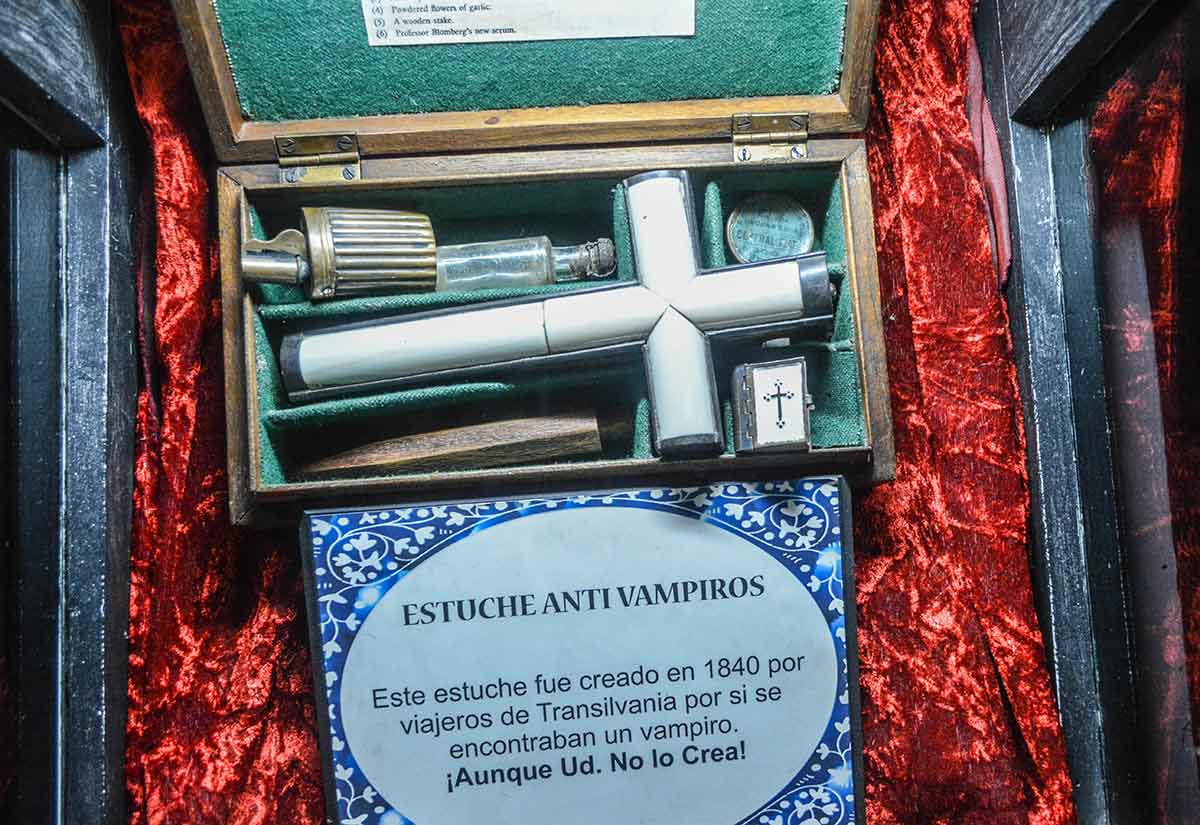 (4) Powdered flowers of garlic.
(5) A wooden stake.
(6) Professor Blomberg's new serum.
ESTUCHE ANTI VAMPIROS
Este estuche fue creado en 1840 por
viajeros de Transilvania por si se
encontraban un vampiro.
¡Aunque Ud. No lo Crea!